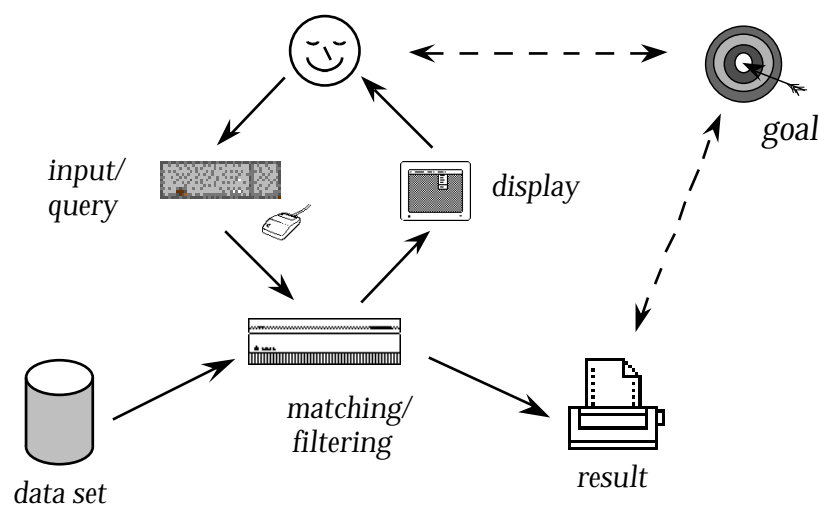 goal
input/
query
display
matching/
filtering
result
data set